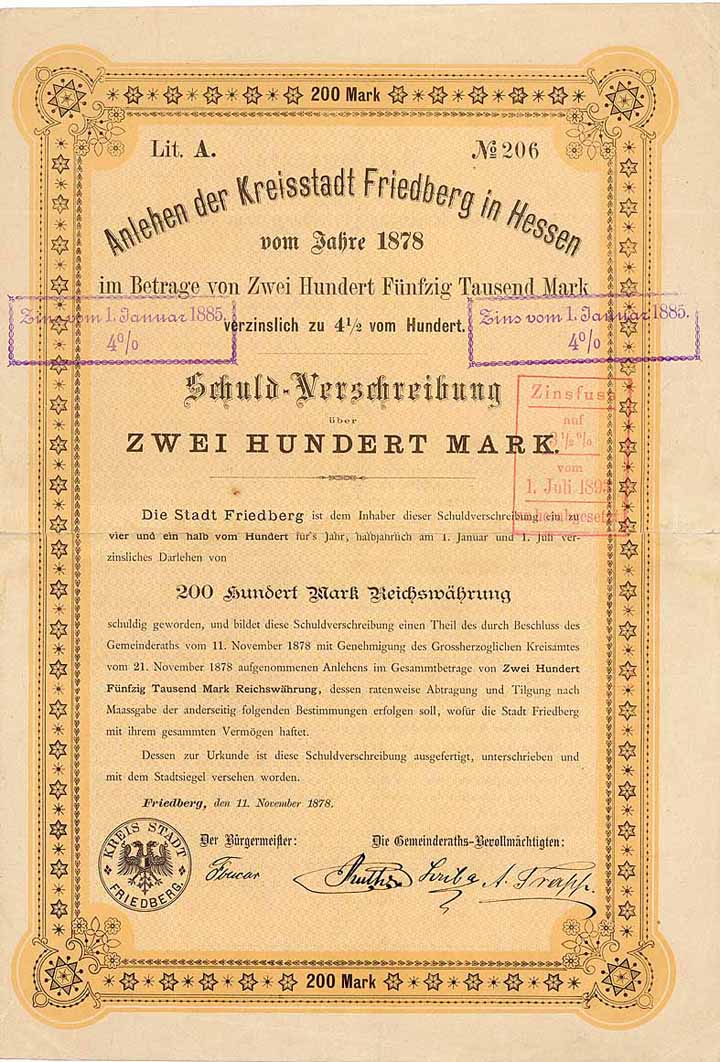 200 Mark
Lit. A.
№ 206
Anlehen der Kreisstadt Friedberg in Hessen
vom Jahre 1878
im Betrage von Zwei Hundert Fünfzig Tausend Mark
Zins vom 1. Januar 1885.
4%
verzinslich zu 4½ vom Hundert.
Zins vom 1. Januar 1885.
4%
Schuld-Verschreibung
über
ZWEI HUNDERT MARK.
Zinsfuss
auf
3½%
vom
1. Juli 189
herabgesetzt
Die Stadt Friedberg ist dem Inhaber dieser Schuldverschreibung ein zu
vier und ein halb vom Hundert für's Jahr, halbjährlich am 1. Januar und 1. Juli ver-
zinsliches Darlehen von
200 Hundert Mark Reichswährung
schuldig geworden, und bildet diese Schuldverschreibung einen Theil des durch Beschluss des
Gemeinderaths vom 11. November 1878 mit Genehmigung des Grossherzoglichen Kreisamtes
vom 21. November 1878 aufgenommenen Anlehens im Gesammtbetrage von Zwei Hundert
Fünfzig Tausend Mark Reichswährung, dessen ratenweise Abtragung und Tilgung nach
Maassgabe der anderseitig folgenden Bestimmungen erfolgen soll, wofür die Stadt Friedberg
mit ihrem gesammten Vermögen haftet.
Dessen zur Urkunde ist diese Schuldverschreibung ausgefertigt, unterschrieben und
mit dem Stadtsiegel versehen worden.
Friedberg, den 11. November 1878.
KREIS STADT
FRIEDBERG.
Der Bürgermeister:
Die Gemeinderaths-Bevollmächtigten:
Foucar
Scriba
A. Trapp.
200 Mark